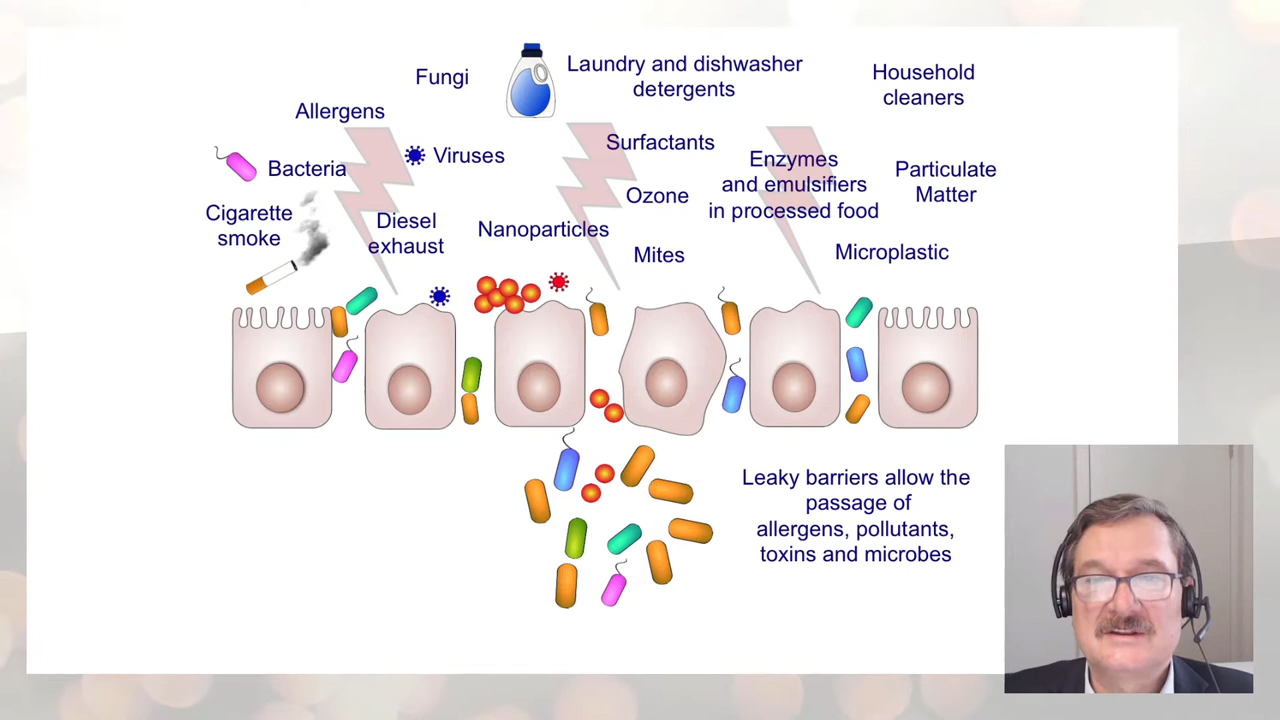 Fungi
Laundry and dishwasher
detergents
Household
cleaners
Allergens
Surfactants
Bacteria
Viruses
Enzymes
and emulsifiers
in processed food
Particulate
Matter
Cigarette
smoke
Diesel
exhaust
Nanoparticles
Ozone
Mites
Microplastic
Leaky barriers allow the
passage of
allergens, pollutants,
toxins and microbes